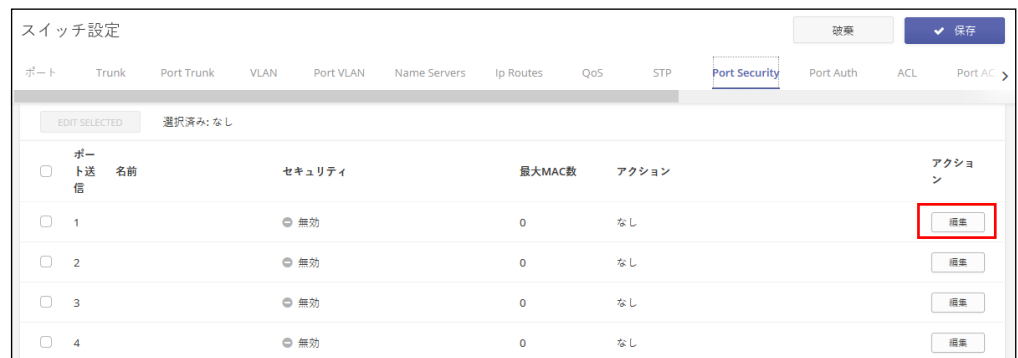 スイッチ設定 破棄 保存
ポート Trunk Port Trunk VLAN Port VLAN Name Servers Ip Routes QoS STP Port Security Port Auth ACL Port AC
EDIT SELECTED 選択済み: なし
ポート送信 名前 セキュリティ 最大MAC数 アクション アクション
1 無効 0 なし 編集
2 無効 0 なし 編集
3 無効 0 なし 編集
4 無効 0 なし 編集